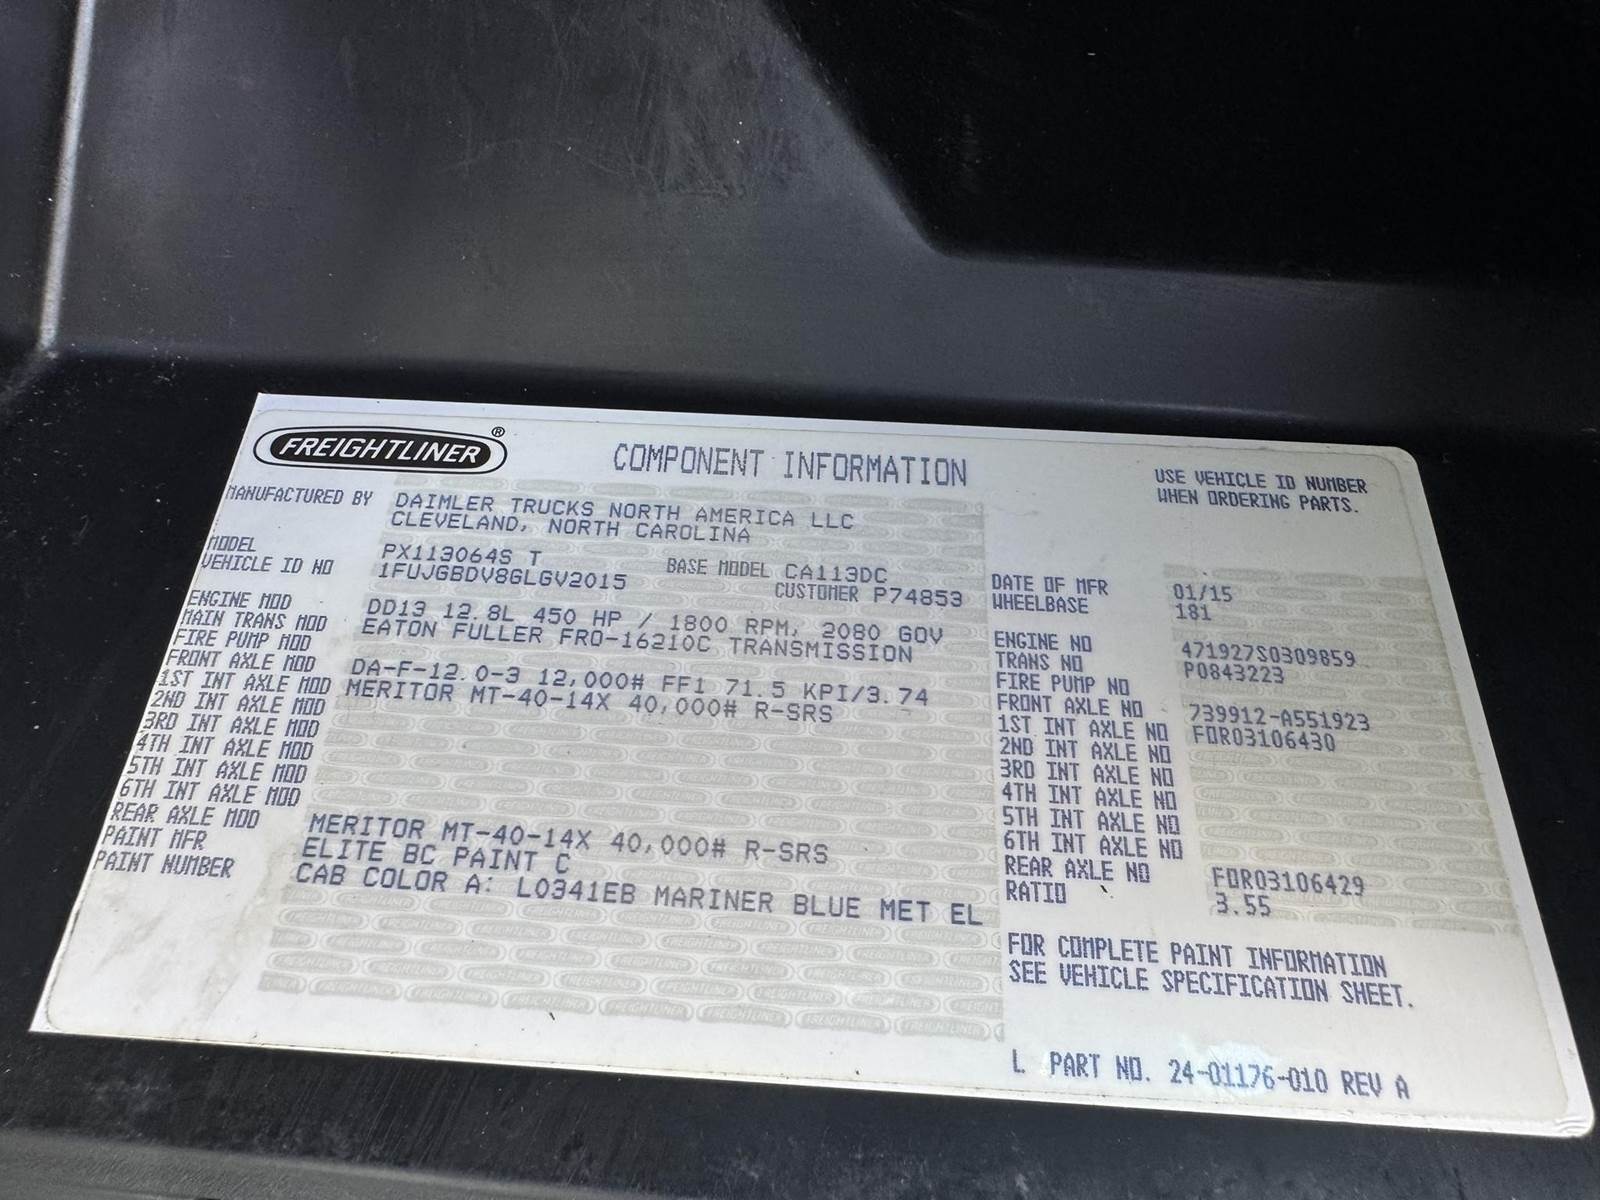 FREIGHTLINER®
COMPONENT INFORMATION
USE VEHICLE ID NUMBER
WHEN ORDERING PARTS.
MANUFACTURED BY DAIMLER TRUCKS NORTH AMERICA LLC
CLEVELAND, NORTH CAROLINA
MODEL PX113064S T BASE MODEL CA113DC DATE OF MFR 01/15
VEHICLE ID NO 1FUJGBDV8GLGV2015 CUSTOMER P74853 WHEELBASE 181
ENGINE MOD DD13 12.8L 450 HP / 1800 RPM, 2080 GOV ENGINE NO 471927S0309859
MAIN TRANS MOD EATON FULLER FRO-16210C TRANSMISSION TRANS NO P0843223
FIRE PUMP MOD FIRE PUMP NO
FRONT AXLE MOD DA-F-12.0-3 12,000# FF1 71.5 KPI/3.74 FRONT AXLE NO 739912-A551923
1ST INT AXLE MOD MERITOR MT-40-14X 40,000# R-SRS 1ST INT AXLE NO FOR03106430
2ND INT AXLE MOD 2ND INT AXLE NO
3RD INT AXLE MOD 3RD INT AXLE NO
4TH INT AXLE MOD 4TH INT AXLE NO
5TH INT AXLE MOD 5TH INT AXLE NO
6TH INT AXLE MOD 6TH INT AXLE NO
REAR AXLE MOD MERITOR MT-40-14X 40,000# R-SRS REAR AXLE NO FOR03106429
PAINT MFR ELITE BC PAINT C RATIO 3.55
PAINT NUMBER CAB COLOR A: L0341EB MARINER BLUE MET EL
FOR COMPLETE PAINT INFORMATION
SEE VEHICLE SPECIFICATION SHEET.
L PART NO. 24-01176-010 REV A